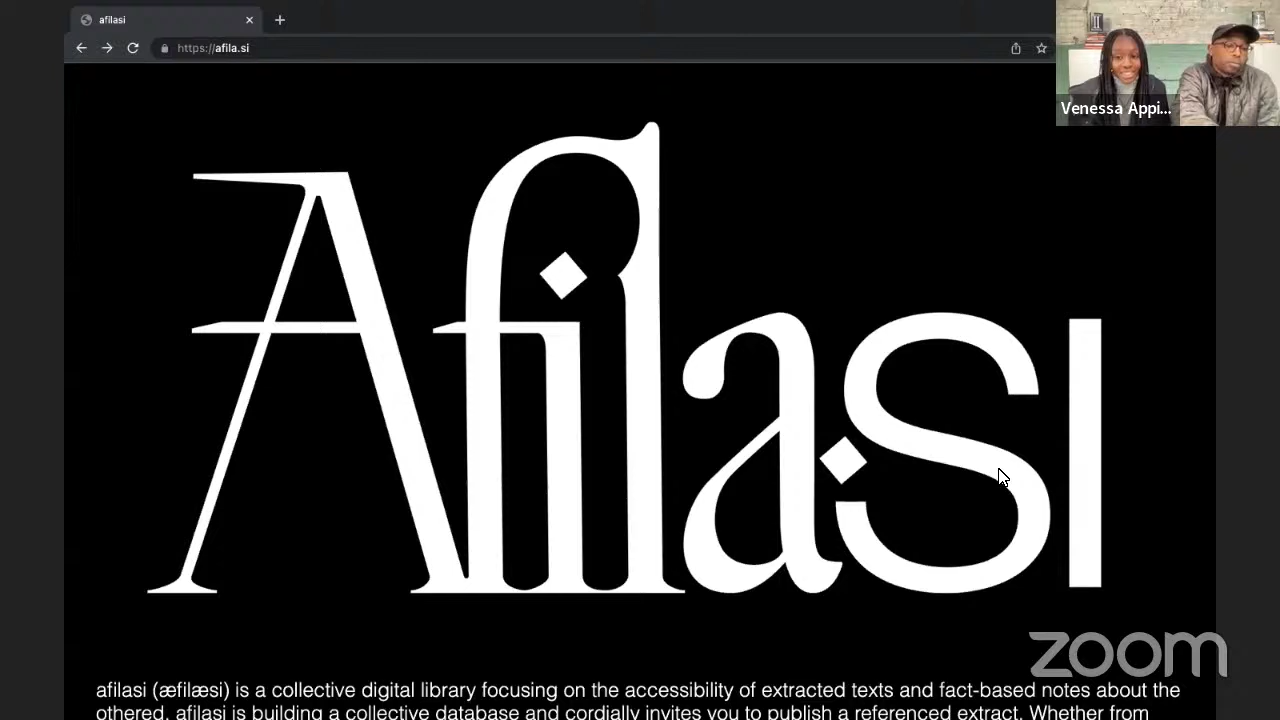 afilasi
https://afila.si
Venessa Appi...
Afilasi
zoom
afilasi (æfilæsi) is a collective digital library focusing on the accessibility of extracted texts and fact-based notes about the
othered. afilasi is building a collective database and cordially invites you to publish a referenced extract. Whether from